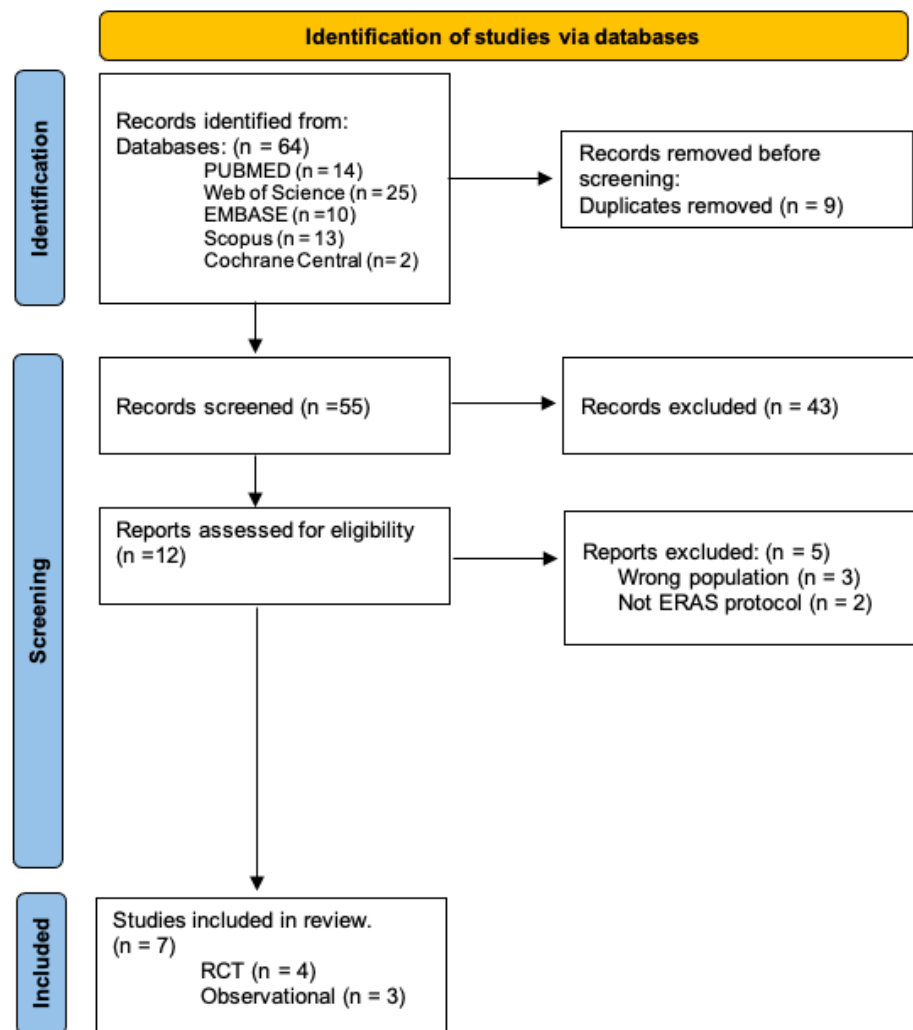 Identification of studies via databases
Identification
Records identified from:
Databases: (n = 64)
PUBMED (n = 14)
Web of Science (n = 25)
EMBASE (n =10)
Scopus (n = 13)
Cochrane Central (n= 2)
Records removed before
screening:
Duplicates removed (n = 9)
Screening
Records screened (n =55)
Records excluded (n = 43)
Reports assessed for eligibility
(n =12)
Reports excluded: (n = 5)
Wrong population (n = 3)
Not ERAS protocol (n = 2)
Included
Studies included in review.
(n = 7)
RCT (n = 4)
Observational (n = 3)